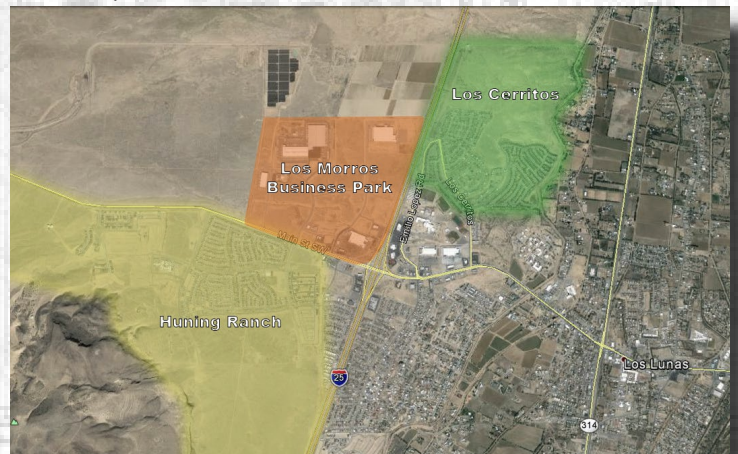 Los Cerritos
Los Morros
Business Park
Emilio Lopez Rd
Los Cerritos
Main St SW
Huning Ranch
Los Lunas
25
314